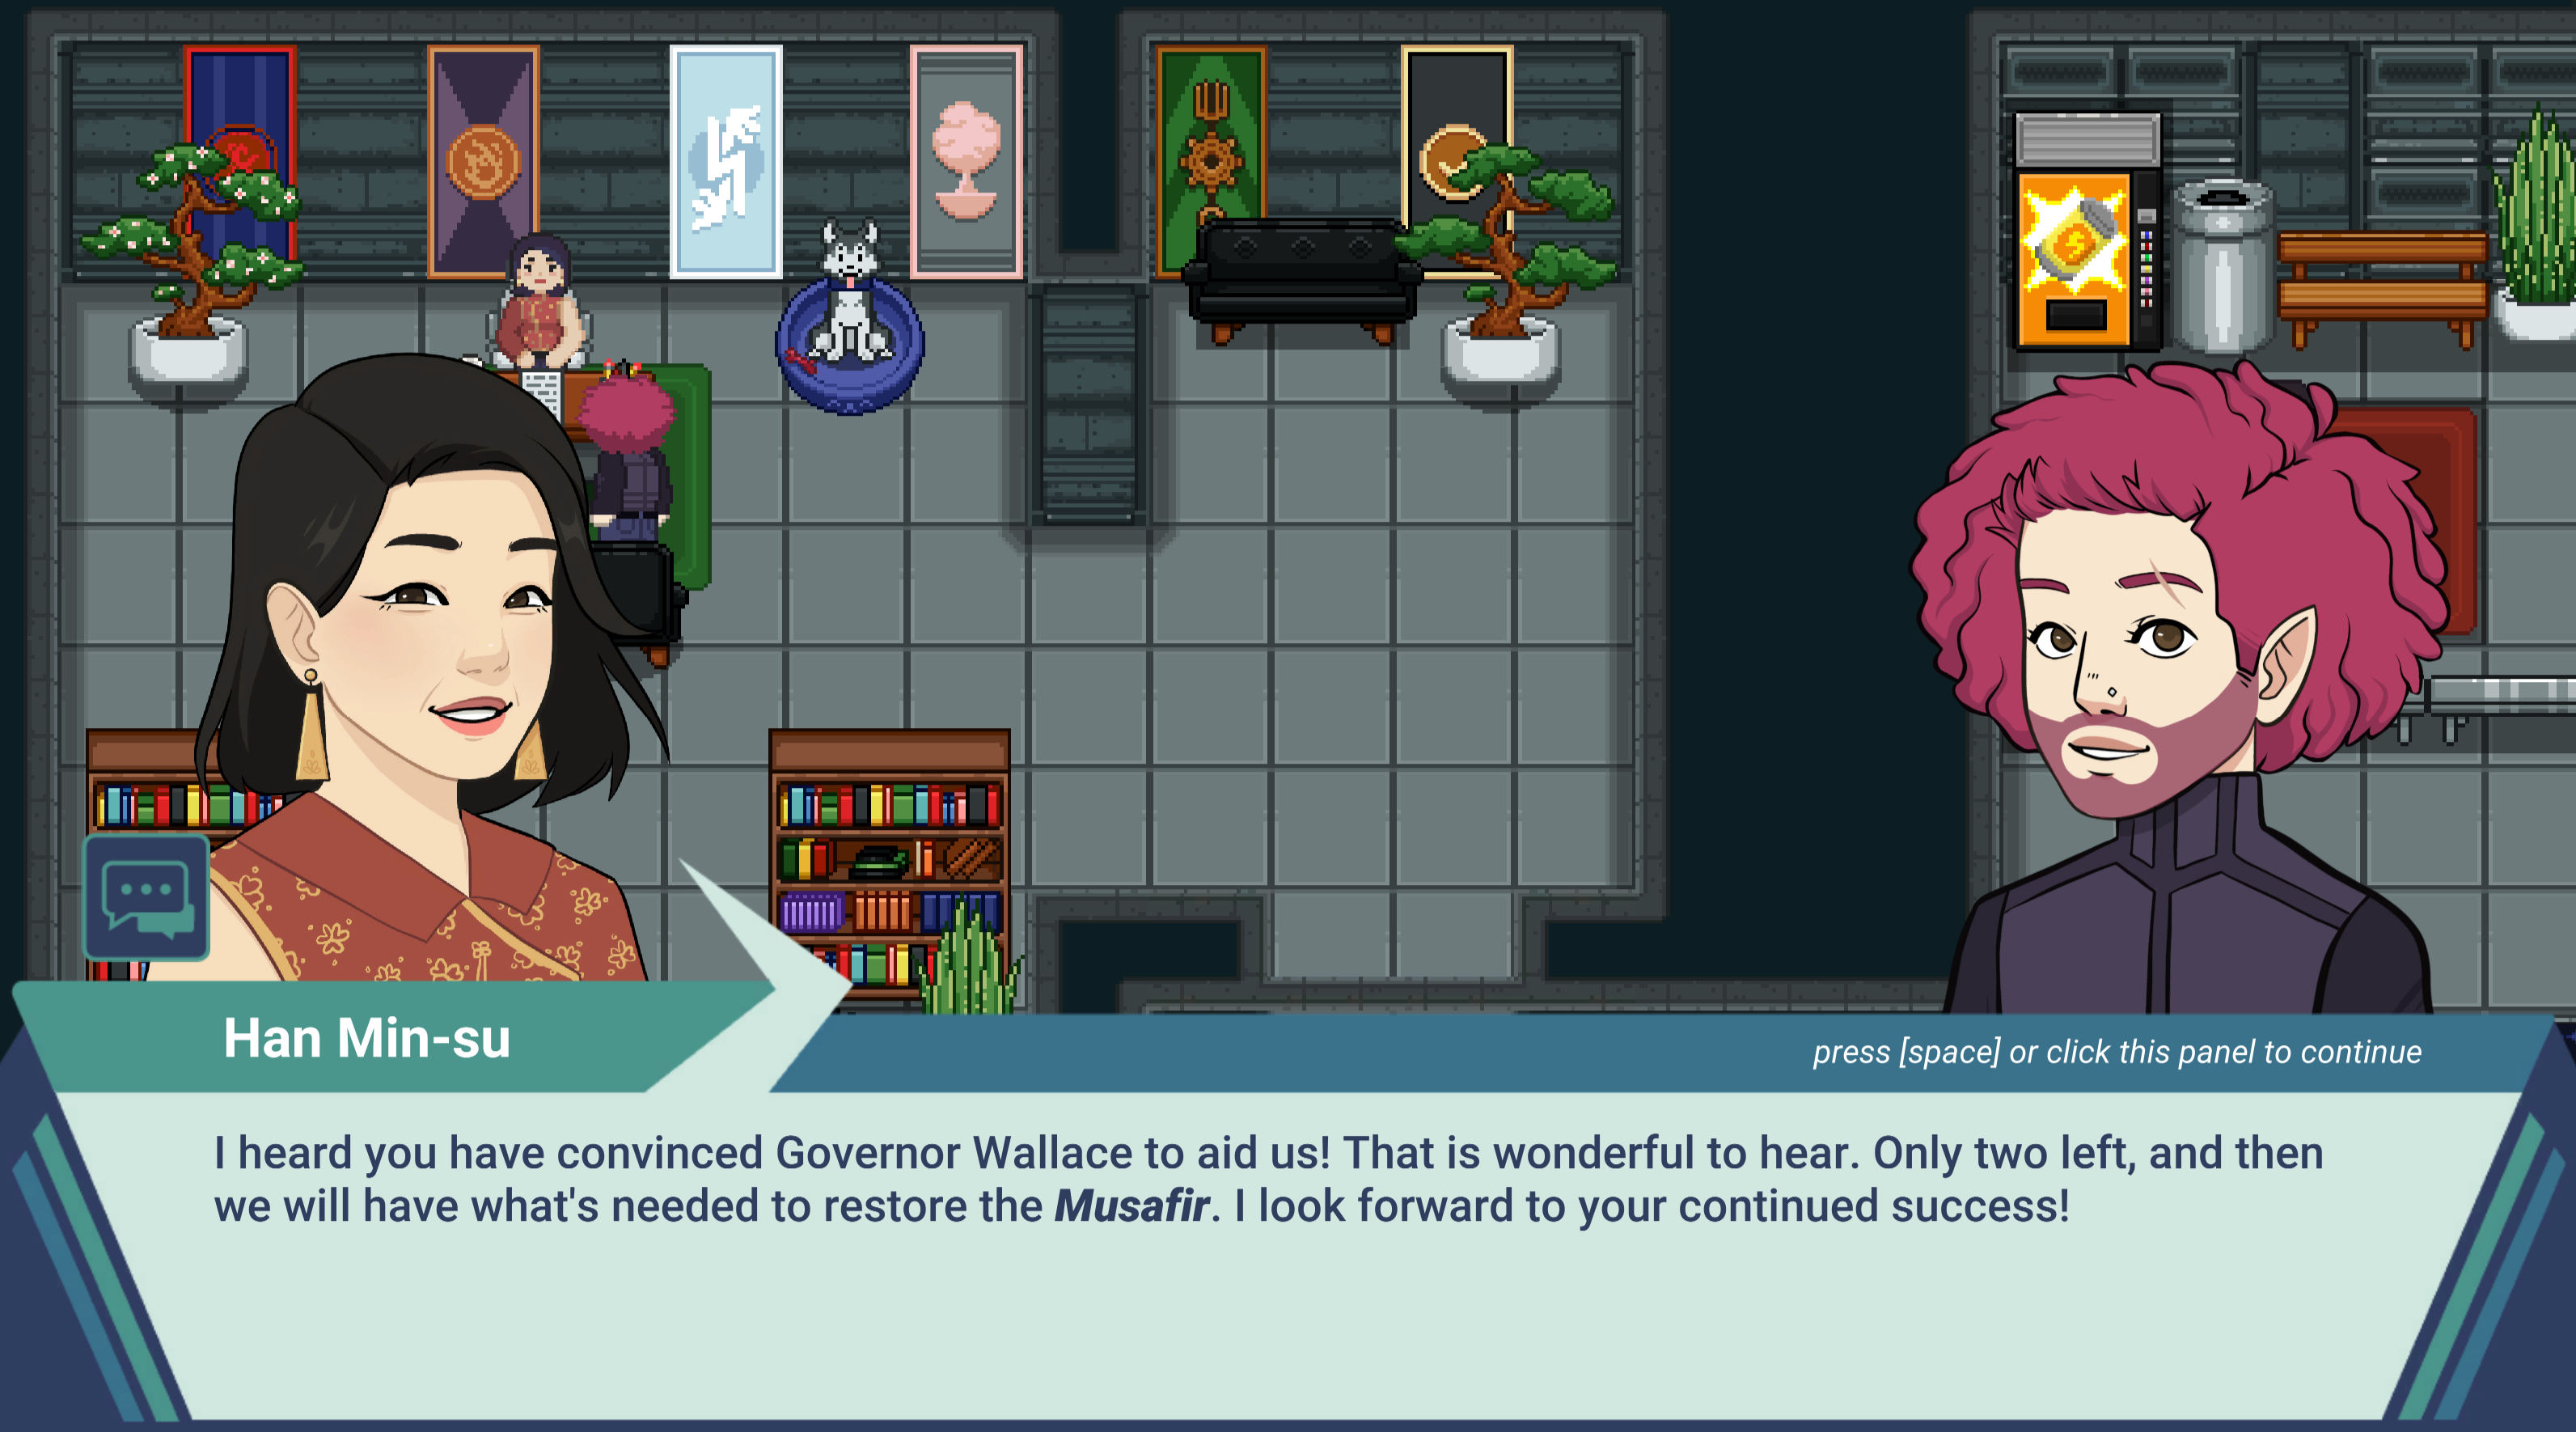 Han Min-su
press [space] or click this panel to continue
I heard you have convinced Governor Wallace to aid us! That is wonderful to hear. Only two left, and then
we will have what's needed to restore the Musafir. I look forward to your continued success!